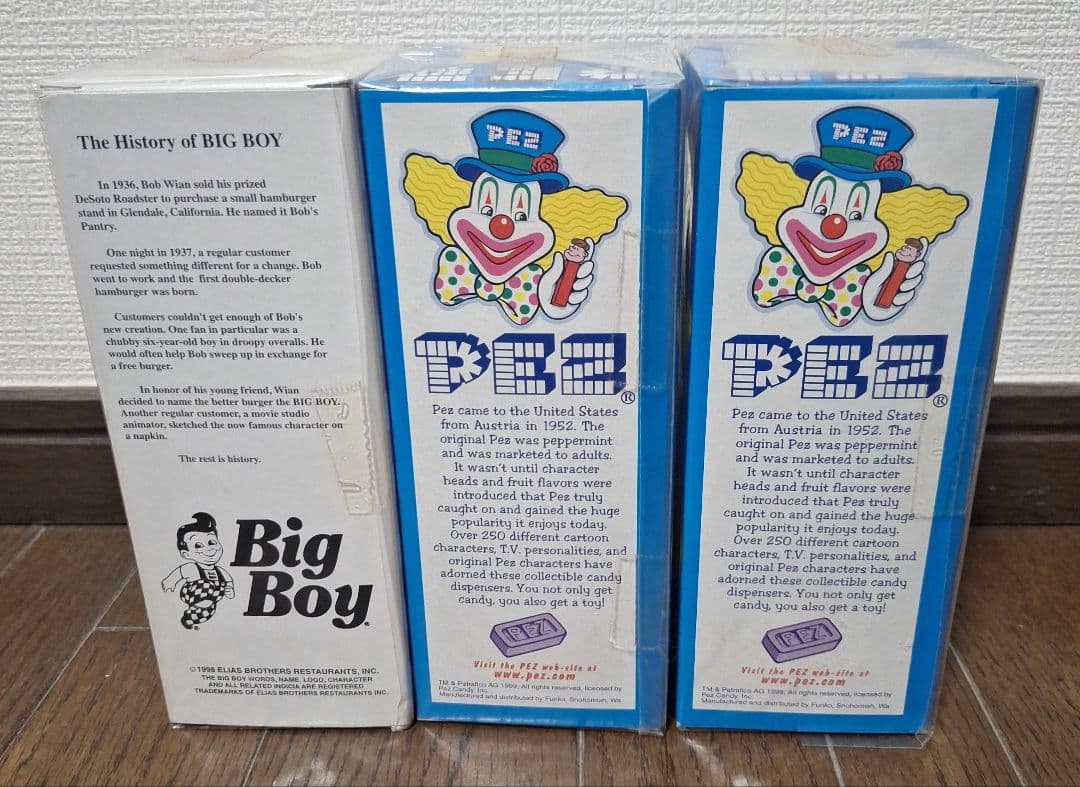 The History of BIG BOY
In 1936, Bob Wian sold his prized
DeSoto Roadster to purchase a small hamburger
stand in Glendale, California. He named it Bob's
Pantry.
One night in 1937, a regular customer
requested something different for a change. Bob
went to work and the first double-decker
hamburger was born.
Customers couldn't get enough of Bob's
new creation. One fan in particular was a
chubby six-year-old boy in droopy overalls. He
would often help Bob sweep up in exchange for
a free burger.
In honor of his young friend, Wian
decided to name the better burger the BIG BOY.
Another regular customer, a movie studio
animator, sketched the now famous character on
a napkin.
The rest is history.
Big
Boy®
©1996 ELIAS BROTHERS RESTAURANTS, INC.
THE BIG BOY WORDS, NAME, LOGO, CHARACTER
AND ALL RELATED INDICIA ARE REGISTERED
TRADEMARKS OF ELIAS BROTHERS RESTAURANTS INC.
PEZ
PEZ®
Pez came to the United States
from Austria in 1952. The
original Pez was peppermint
and was marketed to adults.
It wasn't until character
heads and fruit flavors were
introduced that Pez truly
caught on and gained the huge
popularity it enjoys today.
Over 250 different cartoon
characters, T.V. personalities, and
original Pez characters have
adorned these collectible candy
dispensers. You not only get
candy, you also get a toy!
PEZ
Visit the PEZ web-site at
www.pez.com
TM & Patrafico AG 1999. All rights reserved, licensed by
Pez Candy, Inc.
Manufactured and distributed by Funko, Snohomish, Wa
PEZ
PEZ®
Pez came to the United States
from Austria in 1952. The
original Pez was peppermint
and was marketed to adults.
It wasn't until character
heads and fruit flavors were
introduced that Pez truly
caught on and gained the huge
popularity it enjoys today.
Over 250 different cartoon
characters, T.V. personalities, and
original Pez characters have
adorned these collectible candy
dispensers. You not only get
candy, you also get a toy!
PEZ
Visit the PEZ web-site at
www.pez.com
TM & Patrafico AG 1999. All rights reserved, licensed by
Pez Candy, Inc.
Manufactured and distributed by Funko, Snohomish, Wa